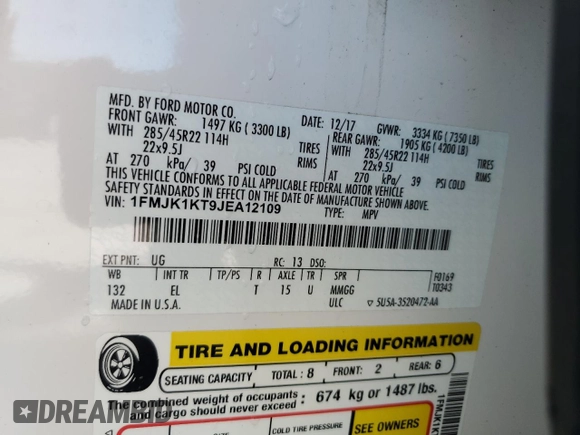 MFD. BY FORD MOTOR CO.
DATE: 12/17 GVWR: 3334 KG (7350 LB)
FRONT GAWR: 1497 KG (3300 LB) REAR GAWR: 1905 KG (4200 LB)
WITH 285/45R22 114H TIRES WITH 285/45R22 114H TIRES
22x9.5J RIMS 22x9.5J RIMS
AT 270 kPa/ 39 PSI COLD AT 270 kPa/ 39 PSI COLD
THIS VEHICLE CONFORMS TO ALL APPLICABLE FEDERAL MOTOR VEHICLE
SAFETY STANDARDS IN EFFECT ON THE DATE OF MANUFACTURE SHOWN ABOVE.
VIN: 1FMJK1KT9JEA12109 TYPE: MPV
EXT PNT: UG RC: 13 DSO:
WB INT TR TP/PS R AXLE TR SPR F0169
132 EL T 15 U MMGG T0343
MADE IN U.S.A. ULC 5U5A-3520472-AA
TIRE AND LOADING INFORMATION
SEATING CAPACITY TOTAL: 8 FRONT: 2 REAR: 6
The combined weight of occupants
and cargo should never exceed: 674 kg or 1487 lbs.
COLD TIRE PRESSURE SEE OWNERS